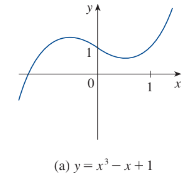 y
1
0
1
x
(a) y = x³ − x + 1